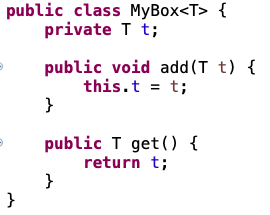 public class MyBox<T> {
    private T t;

    public void add(T t) {
        this.t = t;
    }

    public T get() {
        return t;
    }
}